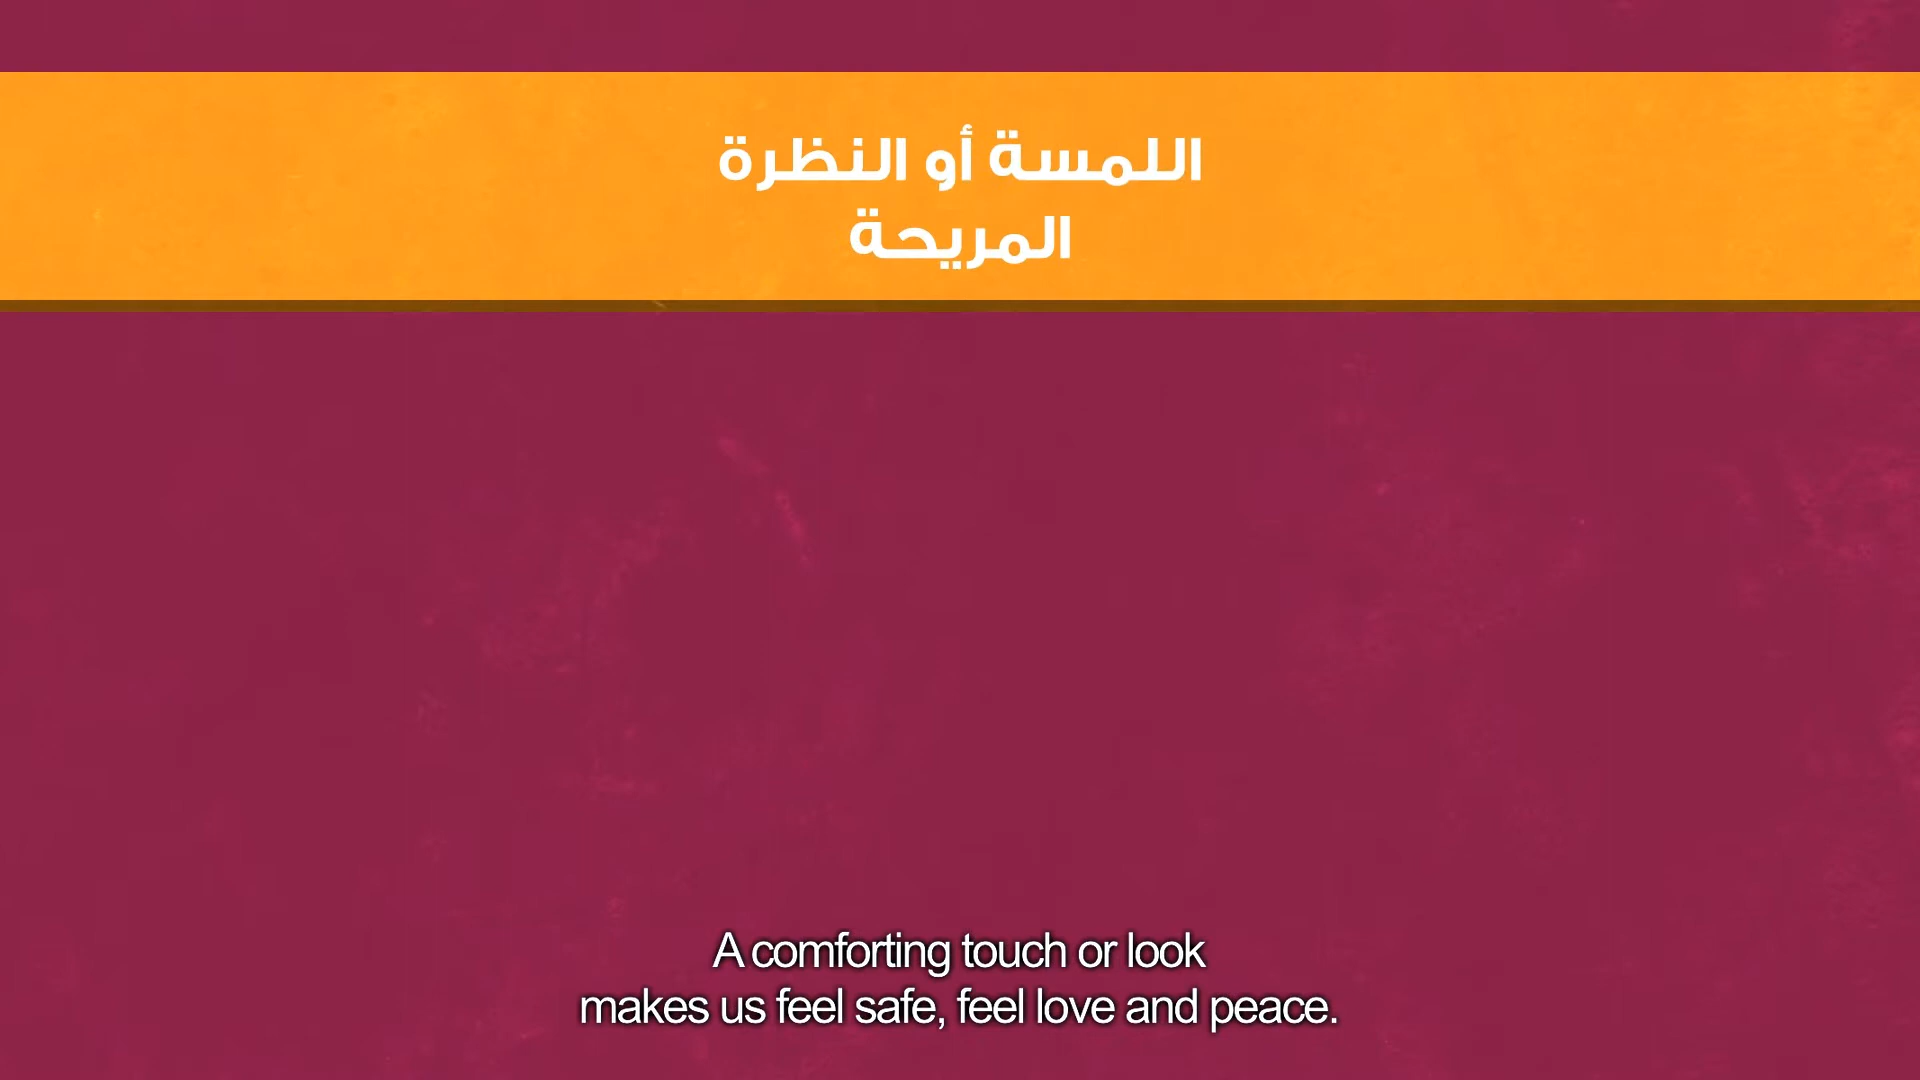 اللمسة أو النظرة
المريحة
A comforting touch or look
makes us feel safe, feel love and peace.